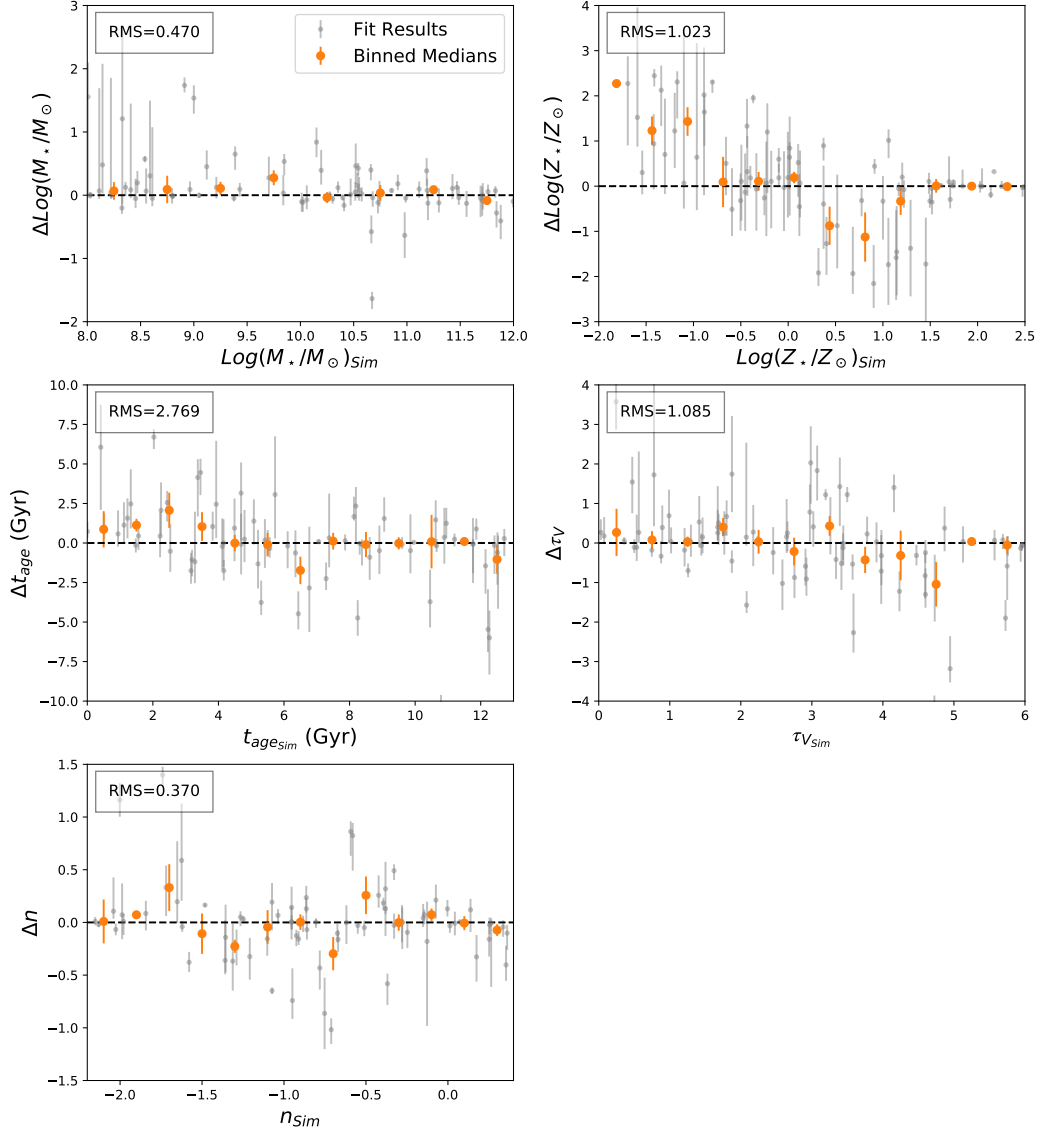 RMS=0.470
Fit Results
Binned Medians
3
2
1
0
−1
−2
ΔLog(M⋆/M⊙)
8.0 8.5 9.0 9.5 10.0 10.5 11.0 11.5 12.0
Log(M⋆/M⊙)Sim
RMS=1.023
4
3
2
1
0
−1
−2
−3
ΔLog(Z⋆/Z⊙)
−2.0 −1.5 −1.0 −0.5 0.0 0.5 1.0 1.5 2.0 2.5
Log(Z⋆/Z⊙)Sim
RMS=2.769
10.0
7.5
5.0
2.5
0.0
−2.5
−5.0
−7.5
−10.0
Δtage (Gyr)
0 2 4 6 8 10 12
tageSim (Gyr)
RMS=1.085
4
3
2
1
0
−1
−2
−3
−4
ΔτV
0 1 2 3 4 5 6
τVSim
RMS=0.370
1.5
1.0
0.5
0.0
−0.5
−1.0
−1.5
Δn
−2.0 −1.5 −1.0 −0.5 0.0
nSim